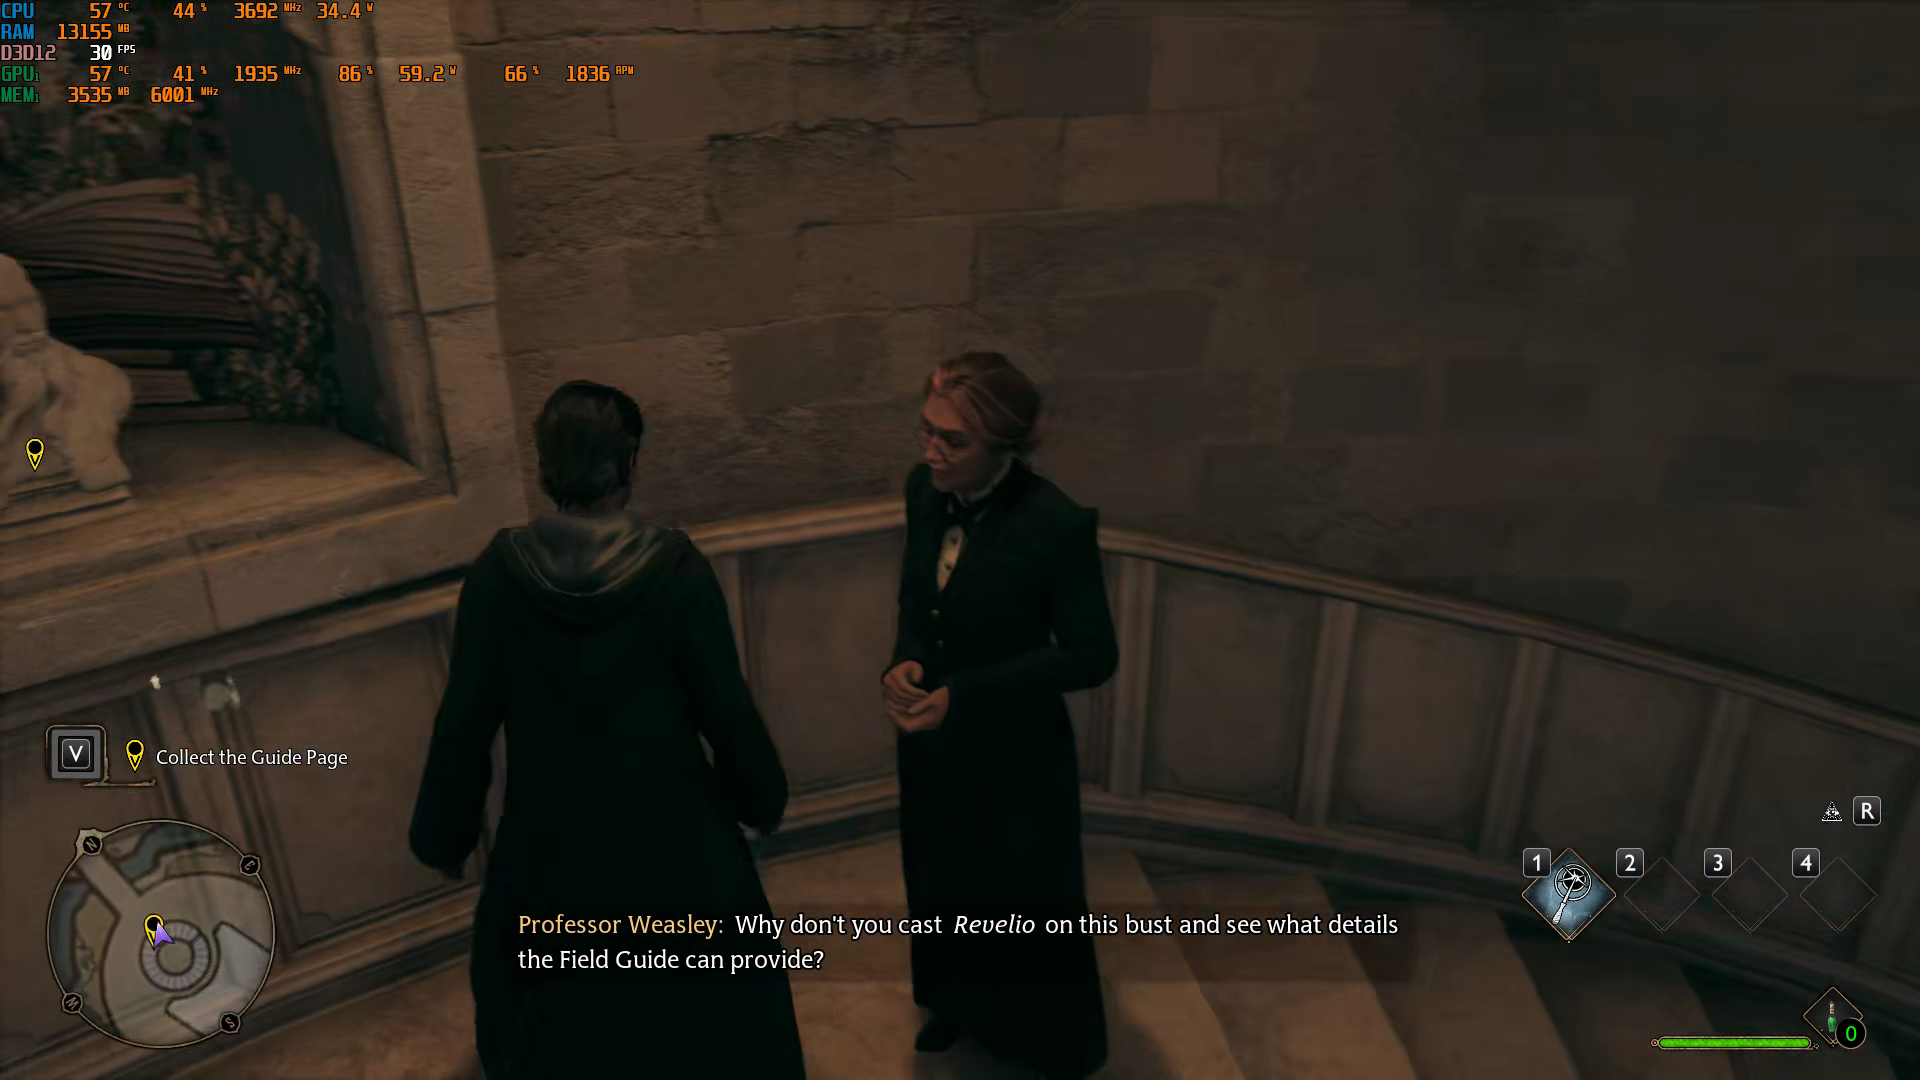 CPU 57 °C 44 % 3692 MHz 34.4 W
RAM 13155 MB
D3D12 30 FPS
GPU1 57 °C 41 % 1935 MHz 86 % 59.2 W 66 % 1836 RPM
MEM1 3535 MB 6001 MHz
V Collect the Guide Page
N
E
W
S
R
1 2 3 4
Professor Weasley: Why don't you cast Revelio on this bust and see what details
the Field Guide can provide?
0